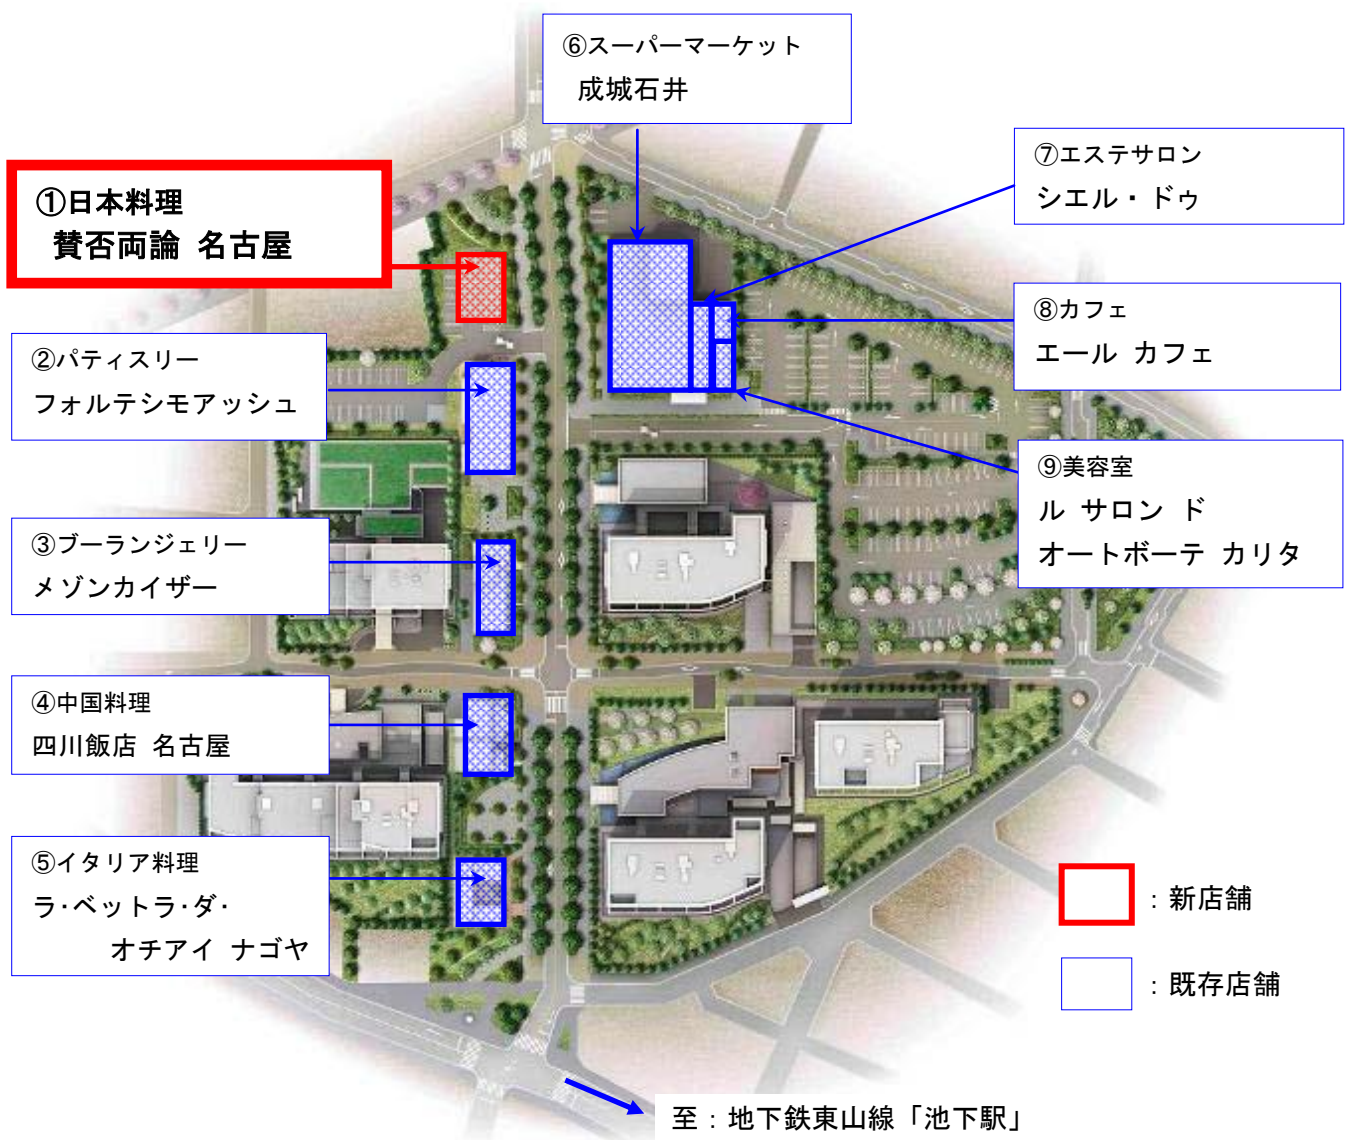 ⑥スーパーマーケット
成城石井
①日本料理
賛否両論 名古屋
⑦エステサロン
シエル・ドゥ
②パティスリー
フォルテシモアッシュ
⑧カフェ
エール カフェ
③ブーランジェリー
メゾンカイザー
⑨美容室
ル サロン ド
オートボーテ カリタ
④中国料理
四川飯店 名古屋
⑤イタリア料理
ラ・ベットラ・ダ・
オチアイ ナゴヤ
：新店舗
：既存店舗
至：地下鉄東山線「池下駅」